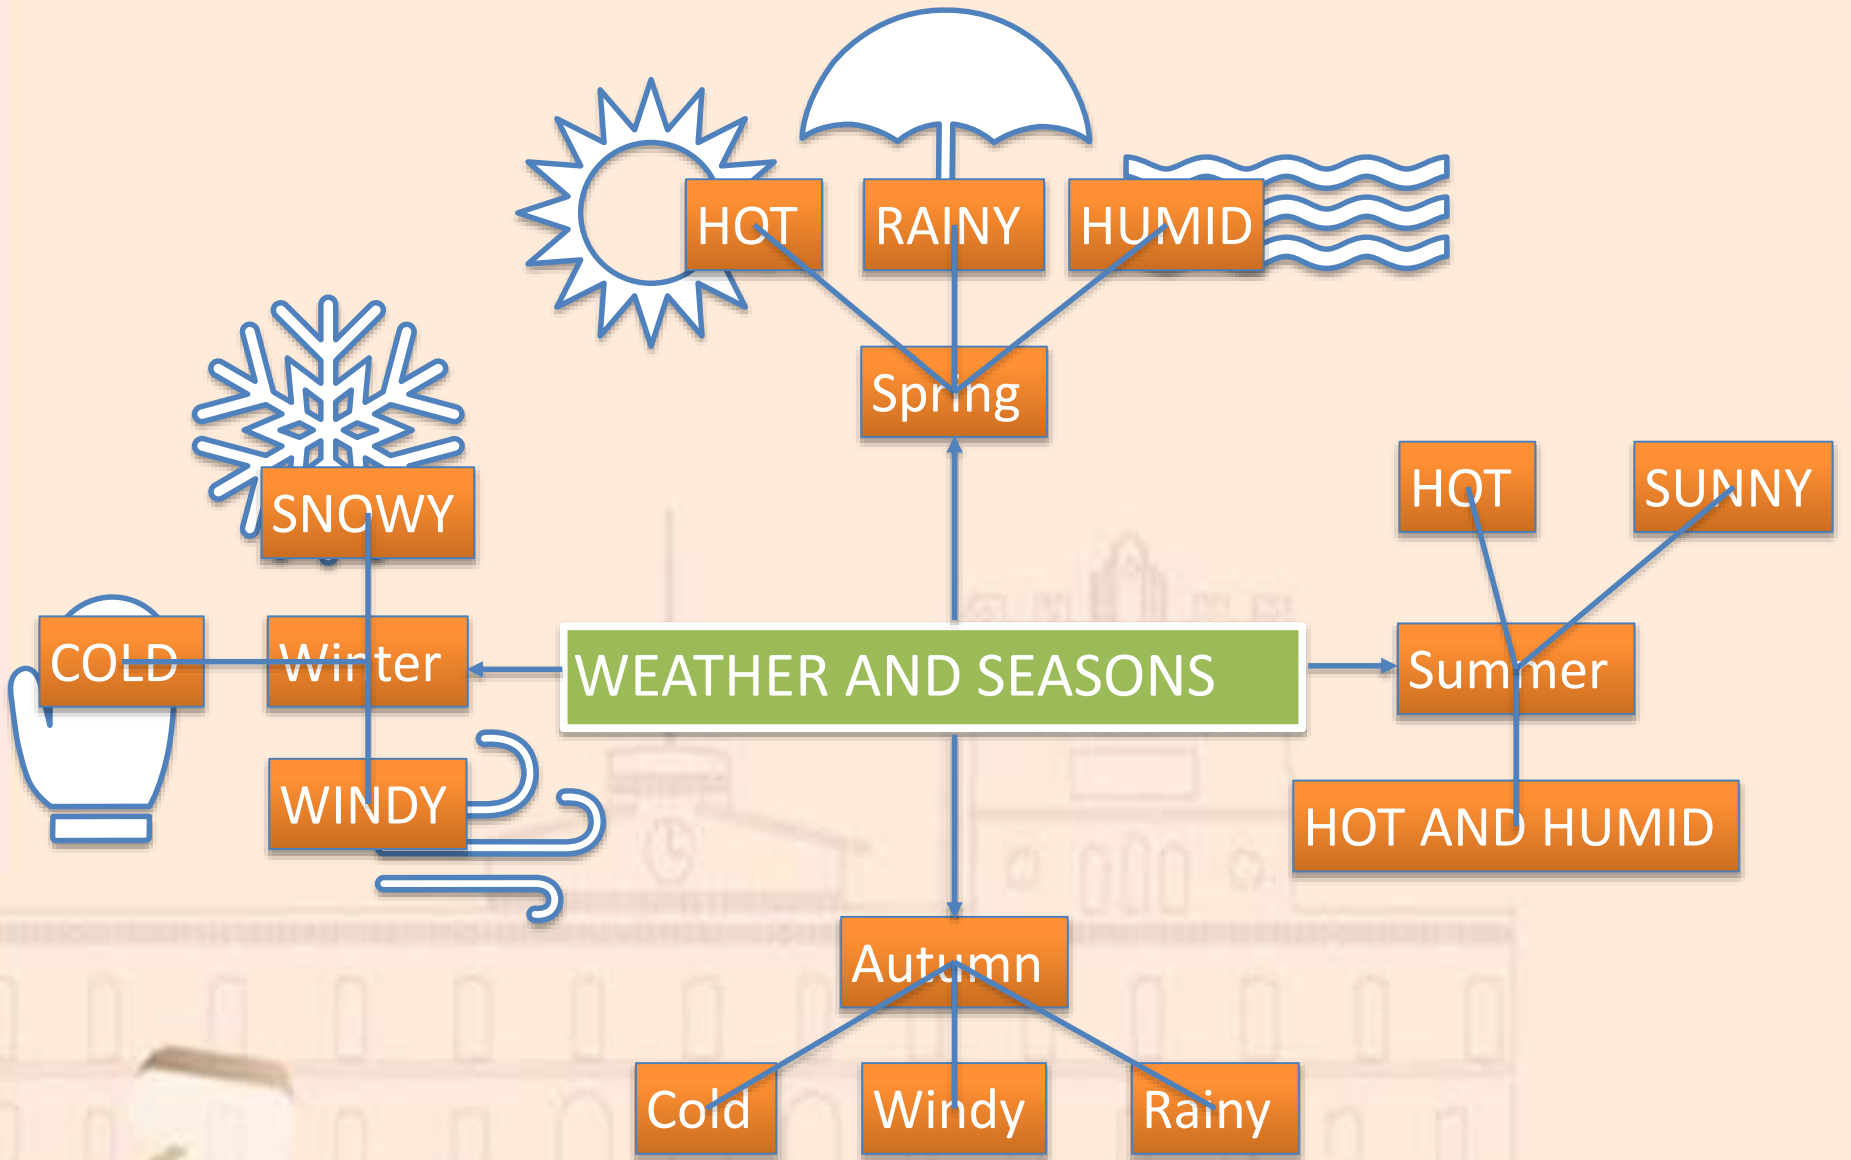 HOT
RAINY
HUMID
Spring
HOT
SUNNY
SNOWY
COLD
Winter
WEATHER AND SEASONS
Summer
WINDY
HOT AND HUMID
Autumn
Cold
Windy
Rainy